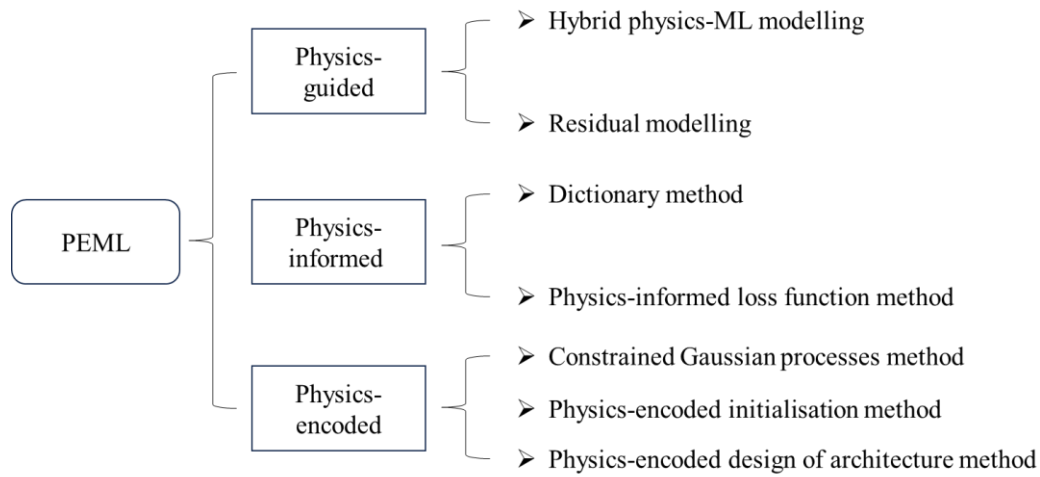 PEML
Physics-
guided
Hybrid physics-ML modelling
Residual modelling
Physics-
informed
Dictionary method
Physics-informed loss function method
Physics-
encoded
Constrained Gaussian processes method
Physics-encoded initialisation method
Physics-encoded design of architecture method